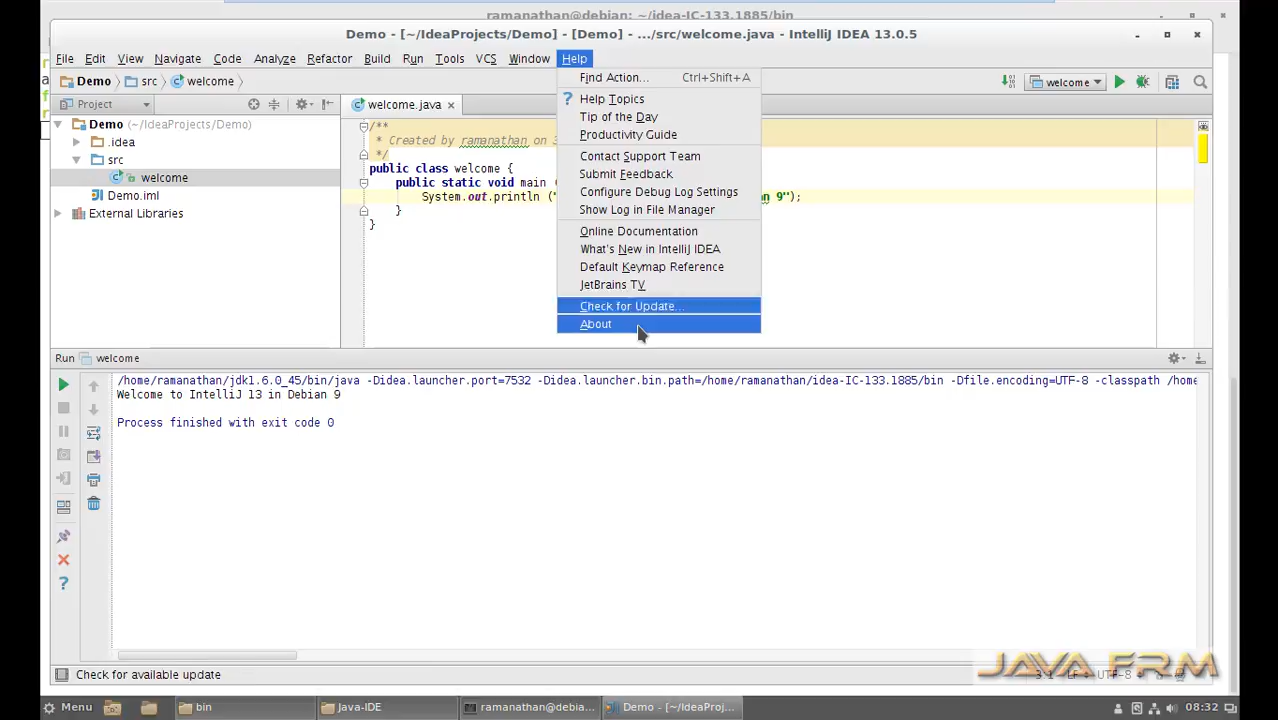 ramanathan@debian: ~/idea-IC-133.1885/bin
Demo - [~/IdeaProjects/Demo] - [Demo] - .../src/welcome.java - IntelliJ IDEA 13.0.5
File Edit View Navigate Code Analyze Refactor Build Run Tools VCS Window Help
Demo src welcome
welcome
Project
welcome.java
Find Action... Ctrl+Shift+A
Help Topics
Tip of the Day
Productivity Guide
Contact Support Team
Submit Feedback
Configure Debug Log Settings
Show Log in File Manager
Online Documentation
What's New in IntelliJ IDEA
Default Keymap Reference
JetBrains TV
Check for Update...
About
Demo (~/IdeaProjects/Demo)
.idea
src
welcome
Demo.iml
External Libraries
/**
* Created by ramanathan on 3
*/
public class welcome {
public static void main (
System.out.println (" an 9");
}
}
Run welcome
/home/ramanathan/jdk1.6.0_45/bin/java -Didea.launcher.port=7532 -Didea.launcher.bin.path=/home/ramanathan/idea-IC-133.1885/bin -Dfile.encoding=UTF-8 -classpath /home
Welcome to IntelliJ 13 in Debian 9
Process finished with exit code 0
Check for available update
3:1 LF UTF-8
JAVA FRM
Menu bin Java-IDE ramanathan@debia... Demo - [~/IdeaProj... 08:32